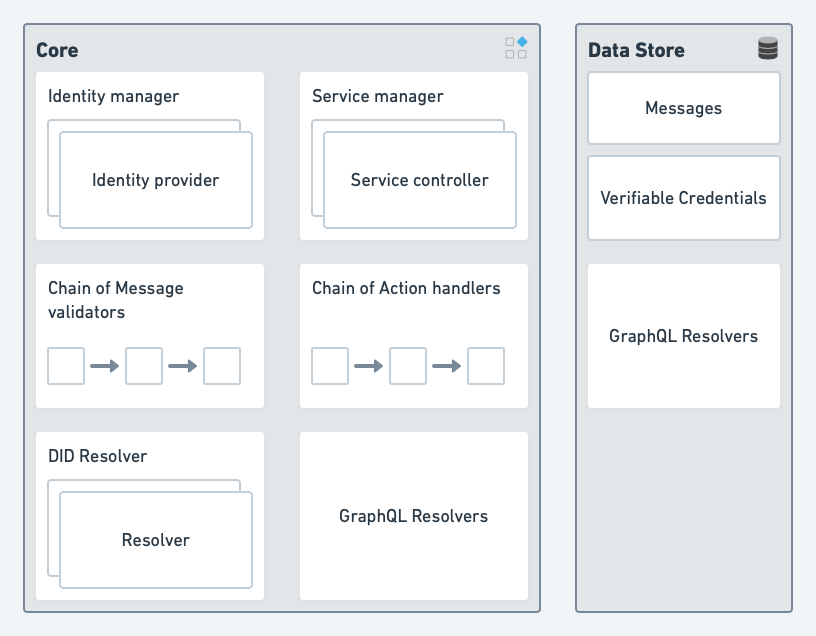 Core
Identity manager
Identity provider
Service manager
Service controller
Chain of Message
validators
Chain of Action handlers
DID Resolver
Resolver
GraphQL Resolvers
Data Store
Messages
Verifiable Credentials
GraphQL Resolvers